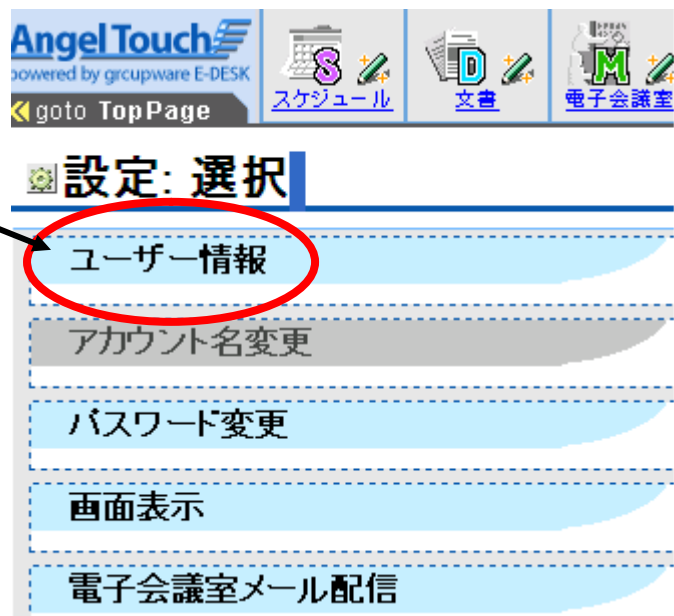 Angel Touch
powered by grcupware E-DESK
goto TopPage
S
スケジュール
D
文書
M
電子会議室
設定: 選択
ユーザー情報
アカウント名変更
パスワード変更
画面表示
電子会議室メール配信